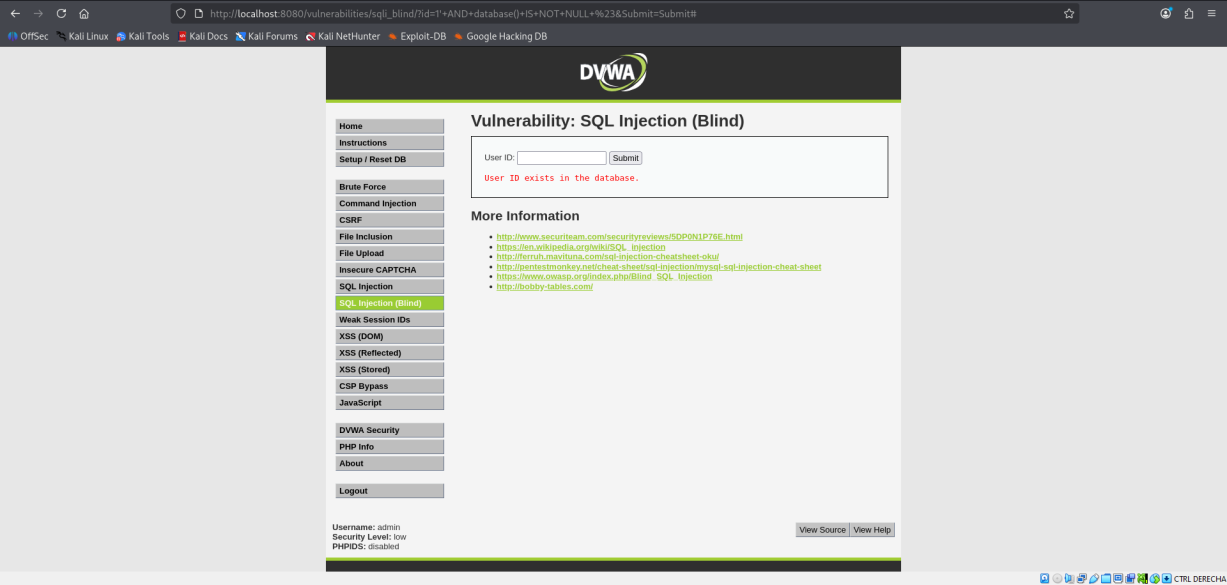 http://localhost:8080/vulnerabilities/sqli_blind/?id=1'+AND+database()+IS+NOT+NULL+%23&Submit=Submit#
OffSec Kali Linux Kali Tools Kali Docs Kali Forums Kali NetHunter Exploit-DB Google Hacking DB
DVWA
Home
Instructions
Setup / Reset DB
Brute Force
Command Injection
CSRF
File Inclusion
File Upload
Insecure CAPTCHA
SQL Injection
SQL Injection (Blind)
Weak Session IDs
XSS (DOM)
XSS (Reflected)
XSS (Stored)
CSP Bypass
JavaScript
DVWA Security
PHP Info
About
Logout
Vulnerability: SQL Injection (Blind)
User ID: Submit
User ID exists in the database.
More Information
http://www.securiteam.com/securityreviews/5DP0N1P76E.html
https://en.wikipedia.org/wiki/SQL_injection
http://ferruh.mavituna.com/sql-injection-cheatsheet-oku/
http://pentestmonkey.net/cheat-sheet/sql-injection/mysql-sql-injection-cheat-sheet
https://www.owasp.org/index.php/Blind_SQL_Injection
http://bobby-tables.com/
Username: admin
Security Level: low
PHPIDS: disabled
View Source View Help
CTRL DERECHA